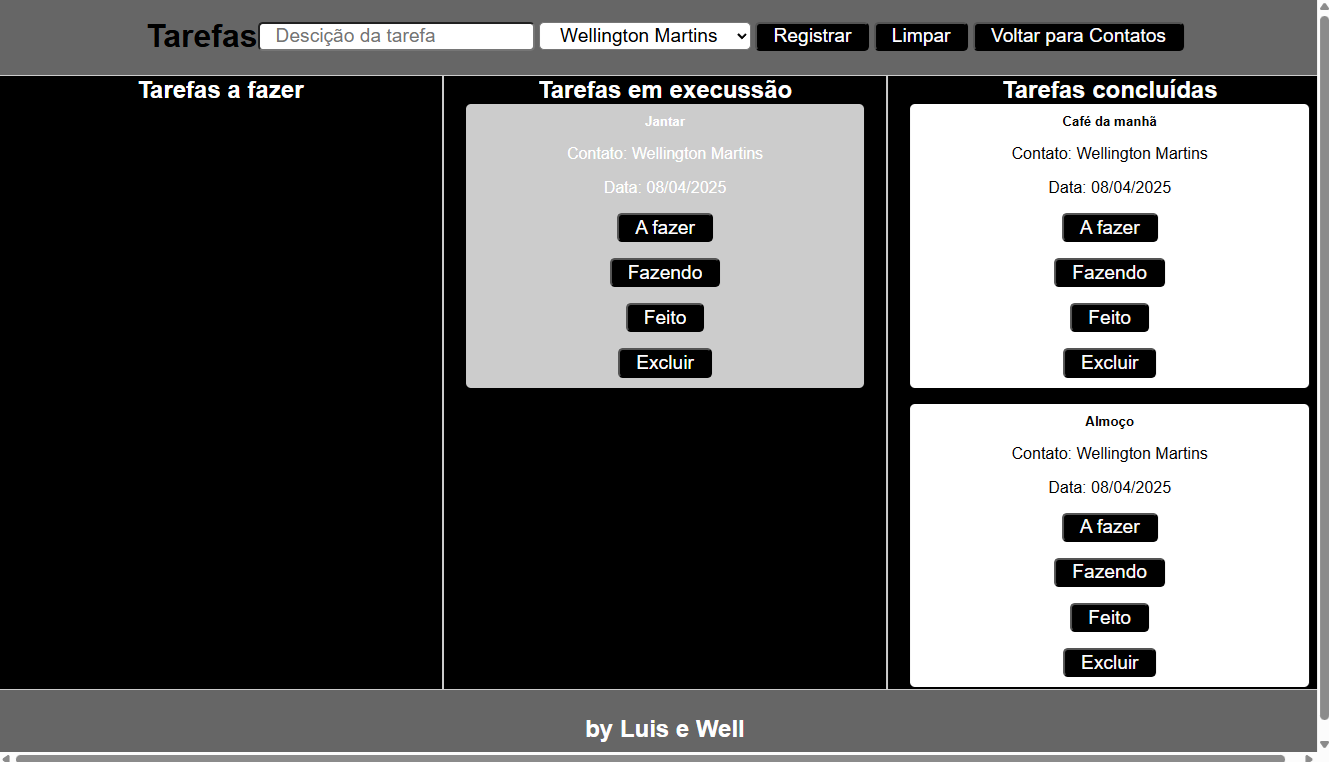 Tarefas Descição da tarefa Wellington Martins Registrar Limpar Voltar para Contatos
Tarefas a fazer
Tarefas em execussão
Jantar
Contato: Wellington Martins
Data: 08/04/2025
A fazer
Fazendo
Feito
Excluir
Tarefas concluídas
Café da manhã
Contato: Wellington Martins
Data: 08/04/2025
A fazer
Fazendo
Feito
Excluir
Almoço
Contato: Wellington Martins
Data: 08/04/2025
A fazer
Fazendo
Feito
Excluir
by Luis e Well